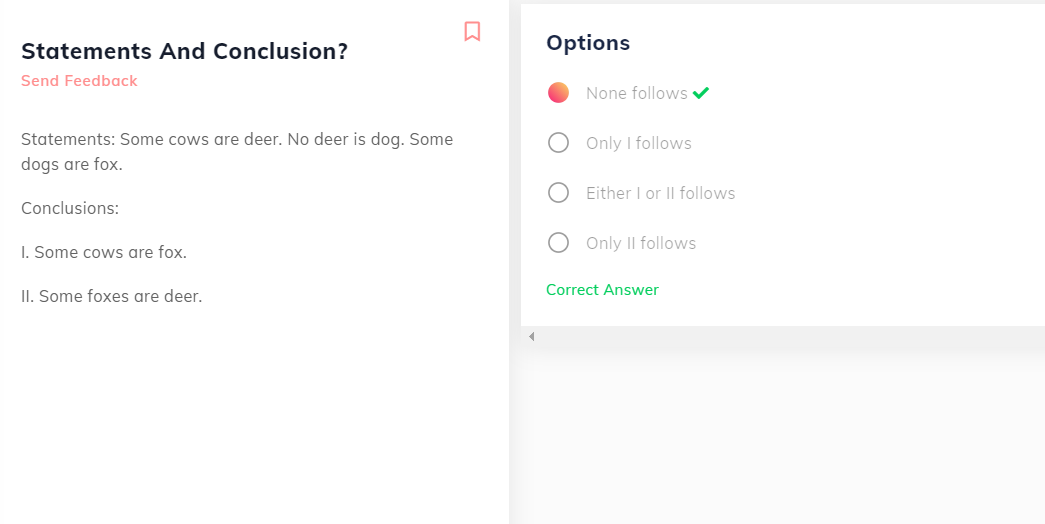 Statements And Conclusion?
Send Feedback
Statements: Some cows are deer. No deer is dog. Some
dogs are fox.
Conclusions:
I. Some cows are fox.
II. Some foxes are deer.
Options
None follows
Only I follows
Either I or II follows
Only II follows
Correct Answer